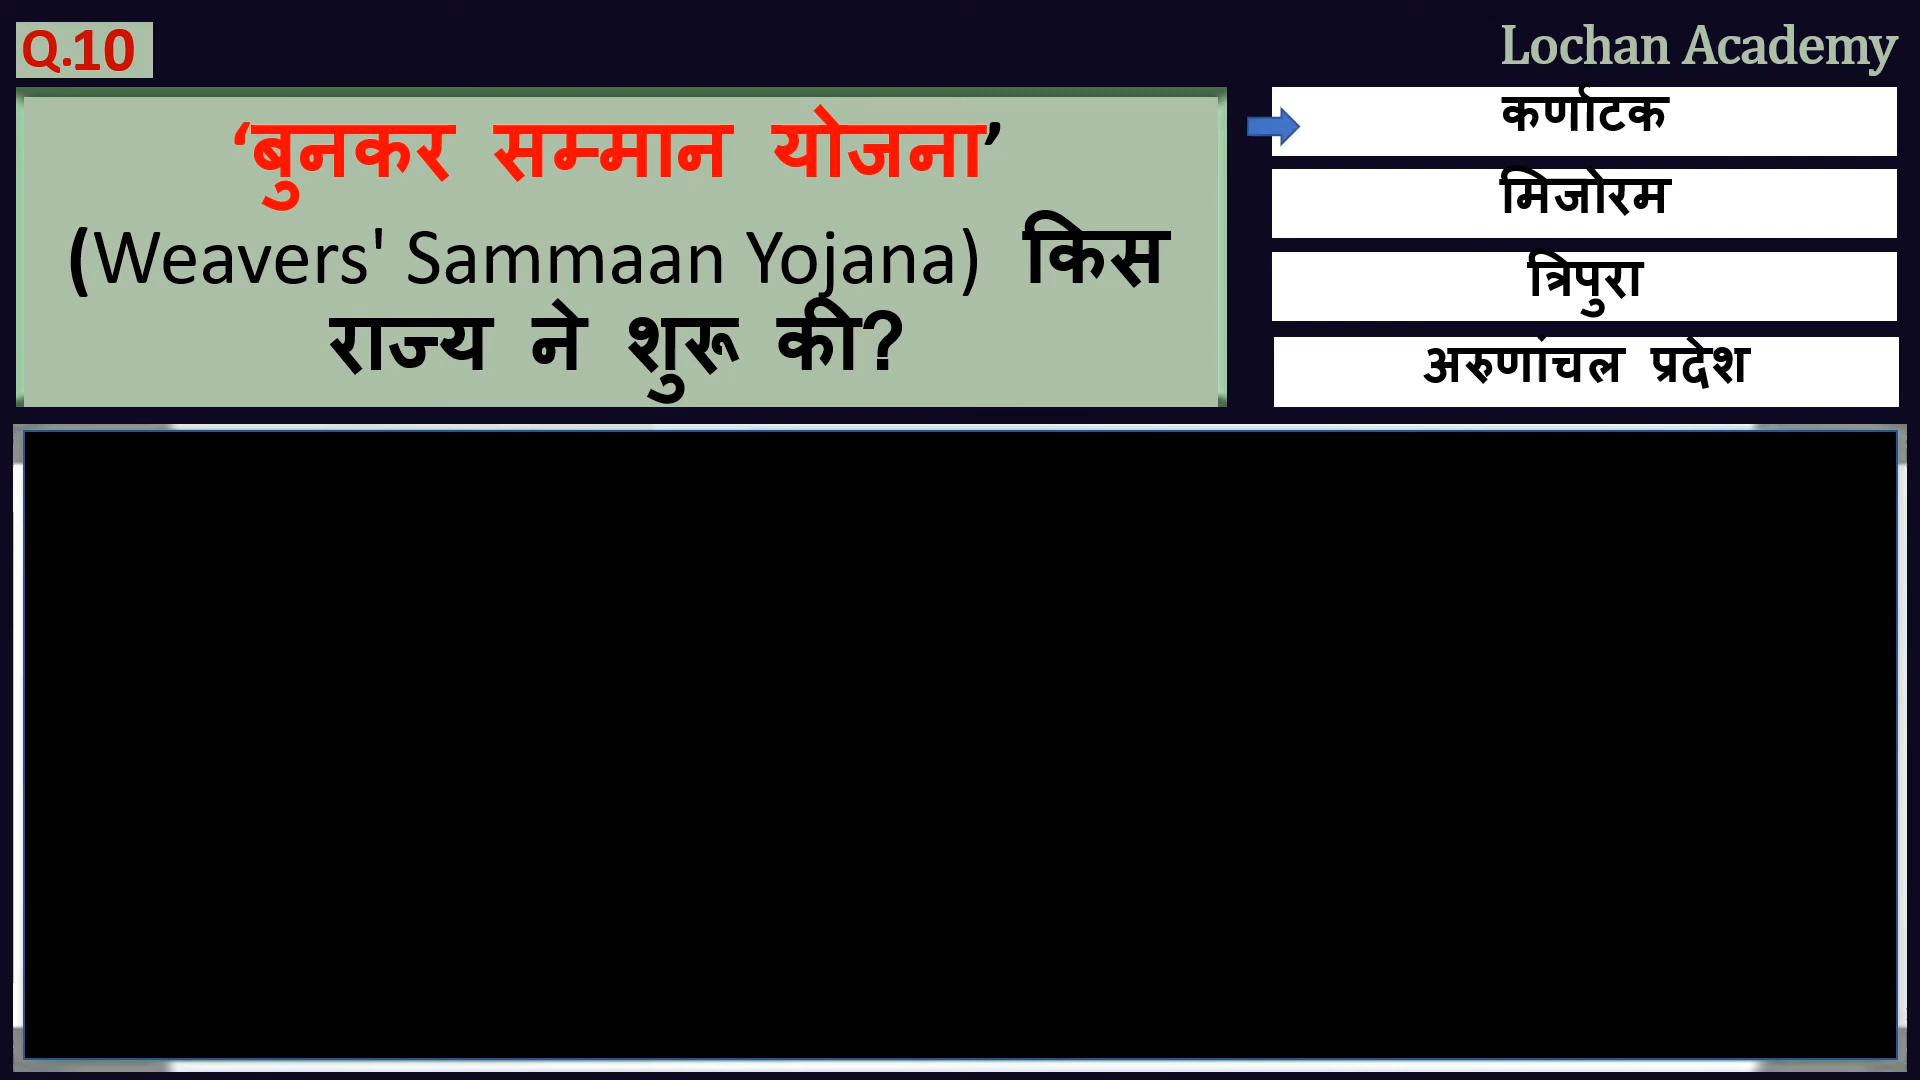 Q.10
Lochan Academy
‘बुनकर सम्मान योजना’
(Weavers' Sammaan Yojana) किस
राज्य ने शुरू की?
कर्णाटक
मिजोरम
त्रिपुरा
अरुणांचल प्रदेश